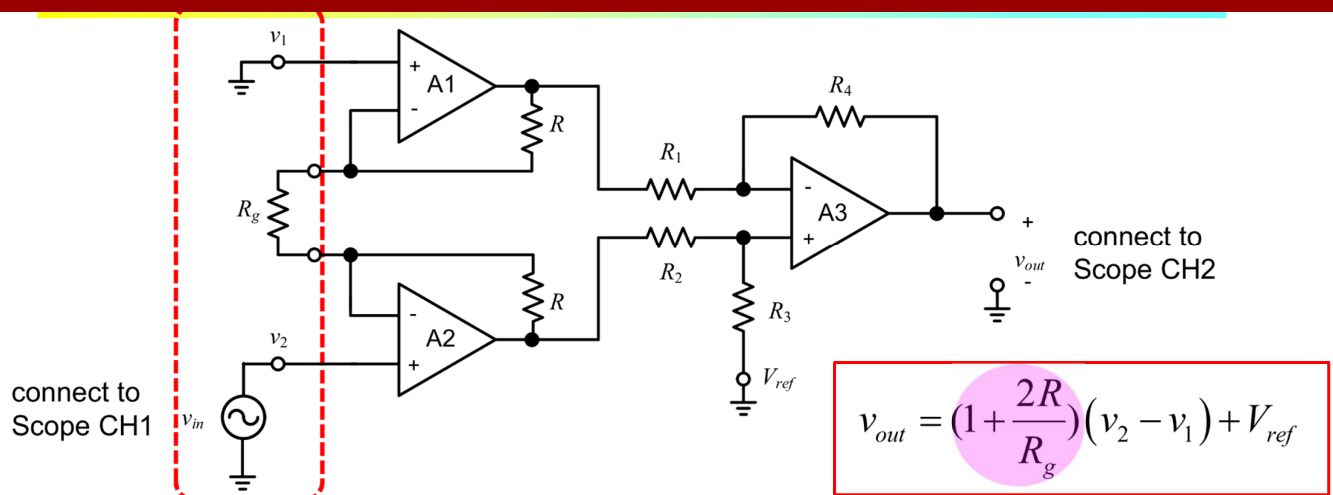 v1
+
A1
-
R
R4
R1
Rg
-
A3
+
+
connect to
vout
Scope CH2
-
R2
R
R3
-
A2
+
v2
Vref
connect to
Scope CH1
vin
vout = (1+ 2R/Rg)(v2 − v1) + Vref